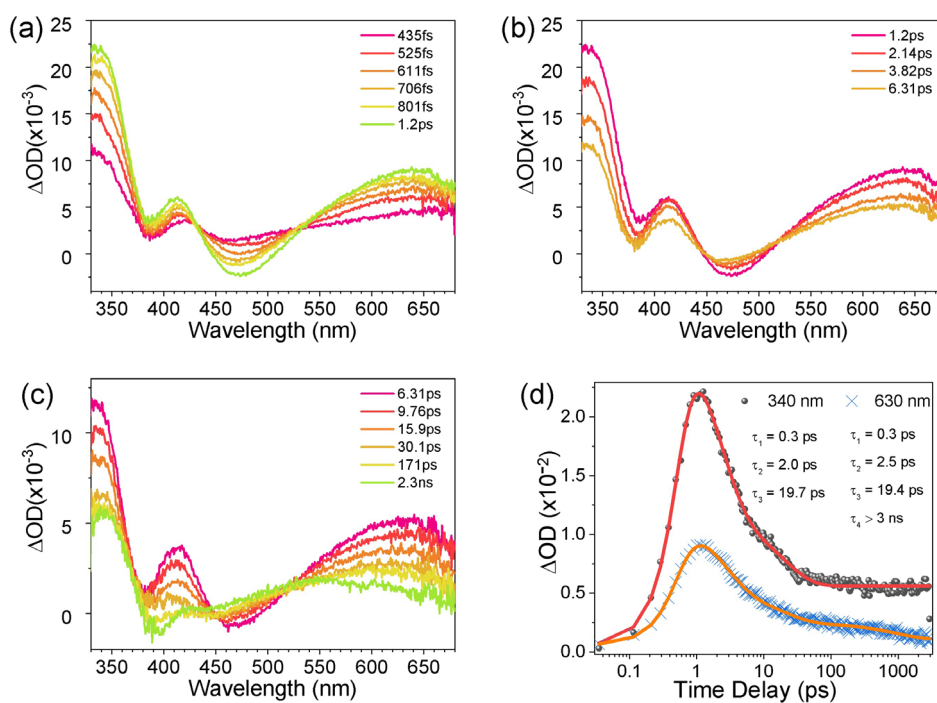 (a)
25
20
15
10
5
0
ΔOD(x10⁻³)
435fs
525fs
611fs
706fs
801fs
1.2ps
350 400 450 500 550 600 650
Wavelength (nm)
(b)
25
20
15
10
5
0
ΔOD(x10⁻³)
1.2ps
2.14ps
3.82ps
6.31ps
350 400 450 500 550 600 650
Wavelength (nm)
(c)
10
5
0
ΔOD(x10⁻³)
6.31ps
9.76ps
15.9ps
30.1ps
171ps
2.3ns
350 400 450 500 550 600 650
Wavelength (nm)
(d)
2.0
1.5
1.0
0.5
0.0
ΔOD (x10⁻²)
340 nm 630 nm
τ₁ = 0.3 ps τ₁ = 0.3 ps
τ₂ = 2.0 ps τ₂ = 2.5 ps
τ₃ = 19.7 ps τ₃ = 19.4 ps
τ₄ > 3 ns
0.1 1 10 100 1000
Time Delay (ps)